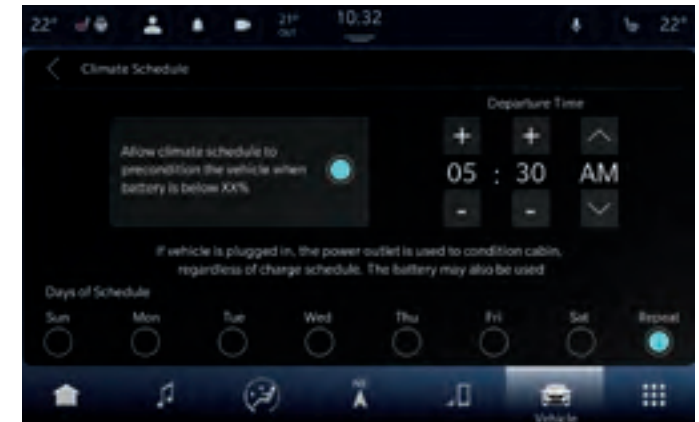 22° 21° 10:32 22°
OUT
Climate Schedule
Departure Time
+ + 
Allow climate schedule to
precondition the vehicle when
battery is below XX%
05 : 30 AM
- -
If vehicle is plugged in, the power outlet is used to condition cabin,
regardless of charge schedule. The battery may also be used
Days of Schedule
Sun Mon Tue Wed Thu Fri Sat Repeat
Vehicle